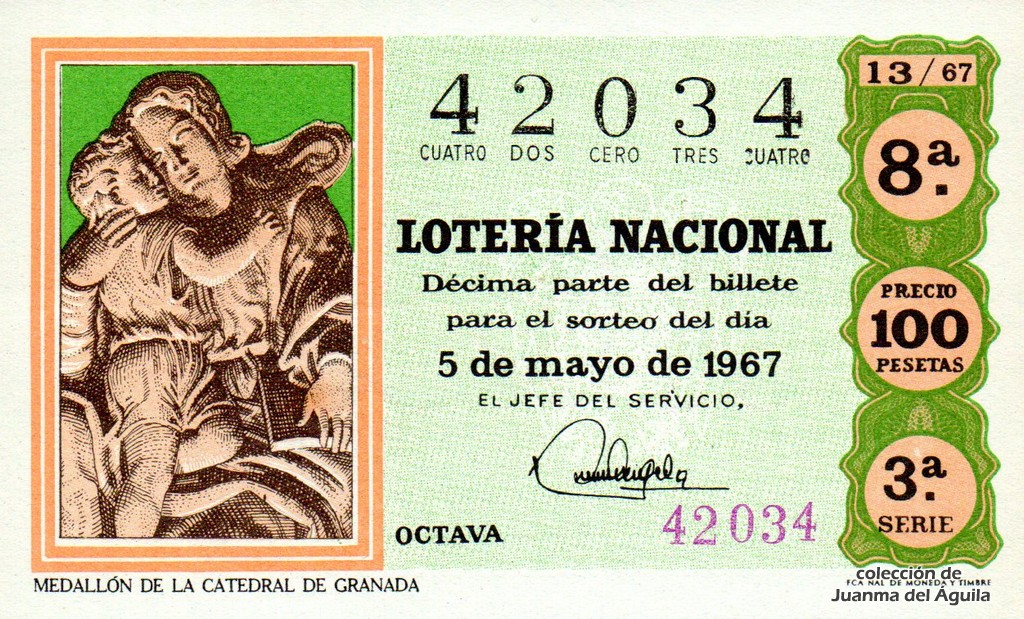 42034
CUATRO DOS CERO TRES CUATRO
LOTERÍA NACIONAL
Décima parte del billete
para el sorteo del día
5 de mayo de 1967
EL JEFE DEL SERVICIO,
OCTAVA
42034
13/67
8ª.
PRECIO
100
PESETAS
3ª.
SERIE
MEDALLÓN DE LA CATEDRAL DE GRANADA
FCA NAL DE MONEDA Y TIMBRE
colección de
Juanma del Águila